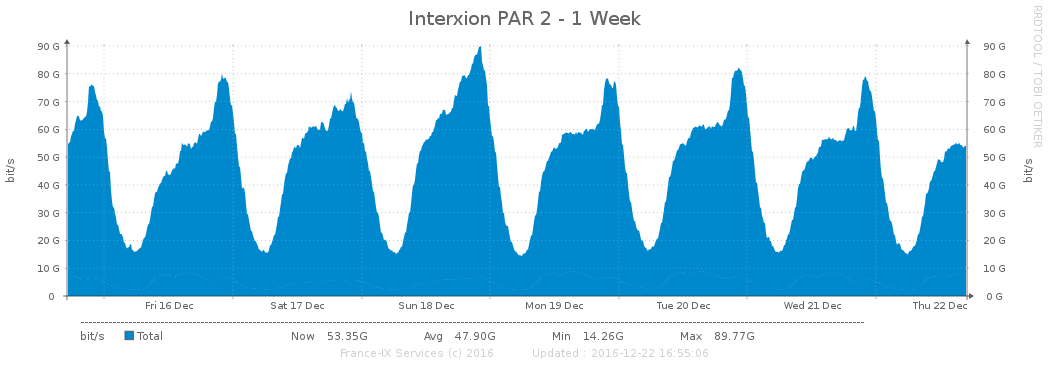 Interxion PAR 2 - 1 Week
RRDTOOL / TOBI OETIKER
bit/s
90 G 90 G
80 G 80 G
70 G 70 G
60 G 60 G
50 G 50 G
40 G 40 G
30 G 30 G
20 G 20 G
10 G 10 G
0 0 G
bit/s
Fri 16 Dec Sat 17 Dec Sun 18 Dec Mon 19 Dec Tue 20 Dec Wed 21 Dec Thu 22 Dec
bit/s Total Now 53.35G Avg 47.90G Min 14.26G Max 89.77G
France-IX Services (c) 2016 Updated : 2016-12-22 16:55:06